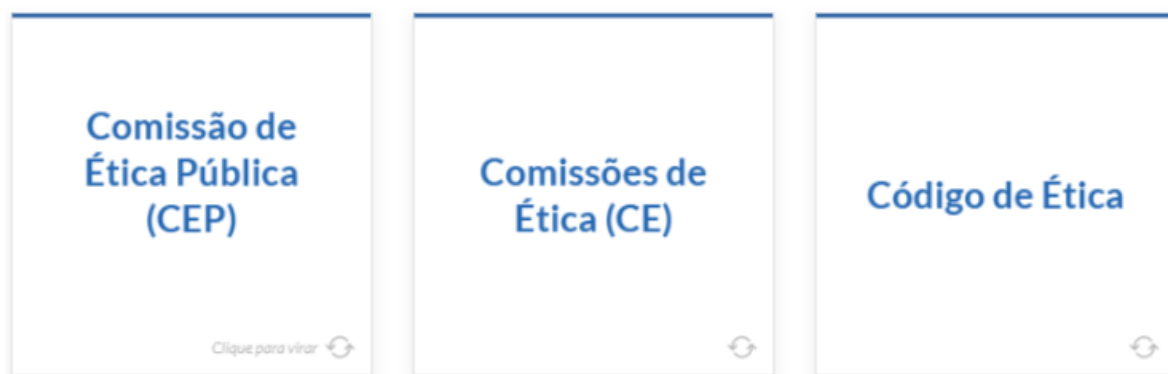 Comissão de
Ética Pública
(CEP)
Clique para virar
Comissões de
Ética (CE)
Código de Ética